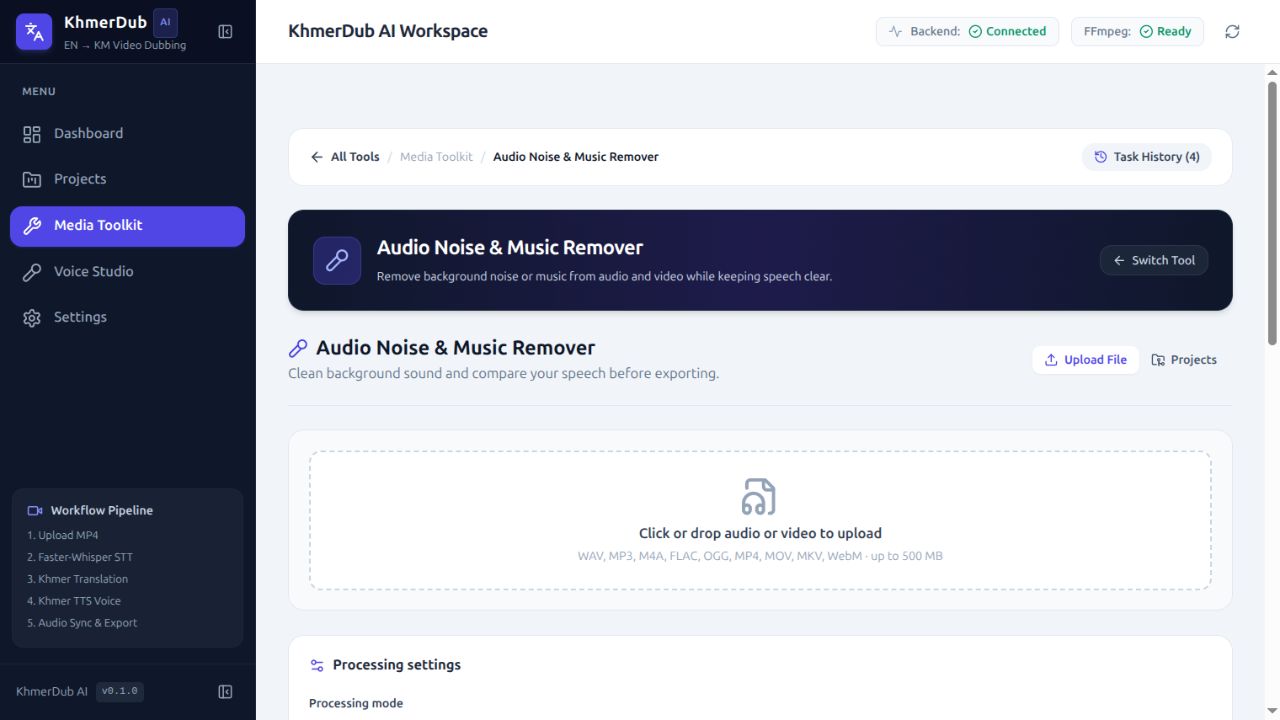 KhmerDub AI
EN → KM Video Dubbing
MENU
Dashboard
Projects
Media Toolkit
Voice Studio
Settings
Workflow Pipeline
1. Upload MP4
2. Faster-Whisper STT
3. Khmer Translation
4. Khmer TTS Voice
5. Audio Sync & Export
KhmerDub AI v0.1.0
KhmerDub AI Workspace
Backend: Connected
FFmpeg: Ready
All Tools / Media Toolkit / Audio Noise & Music Remover
Task History (4)
Audio Noise & Music Remover
Remove background noise or music from audio and video while keeping speech clear.
Switch Tool
Audio Noise & Music Remover
Clean background sound and compare your speech before exporting.
Upload File
Projects
Click or drop audio or video to upload
WAV, MP3, M4A, FLAC, OGG, MP4, MOV, MKV, WebM · up to 500 MB
Processing settings
Processing mode